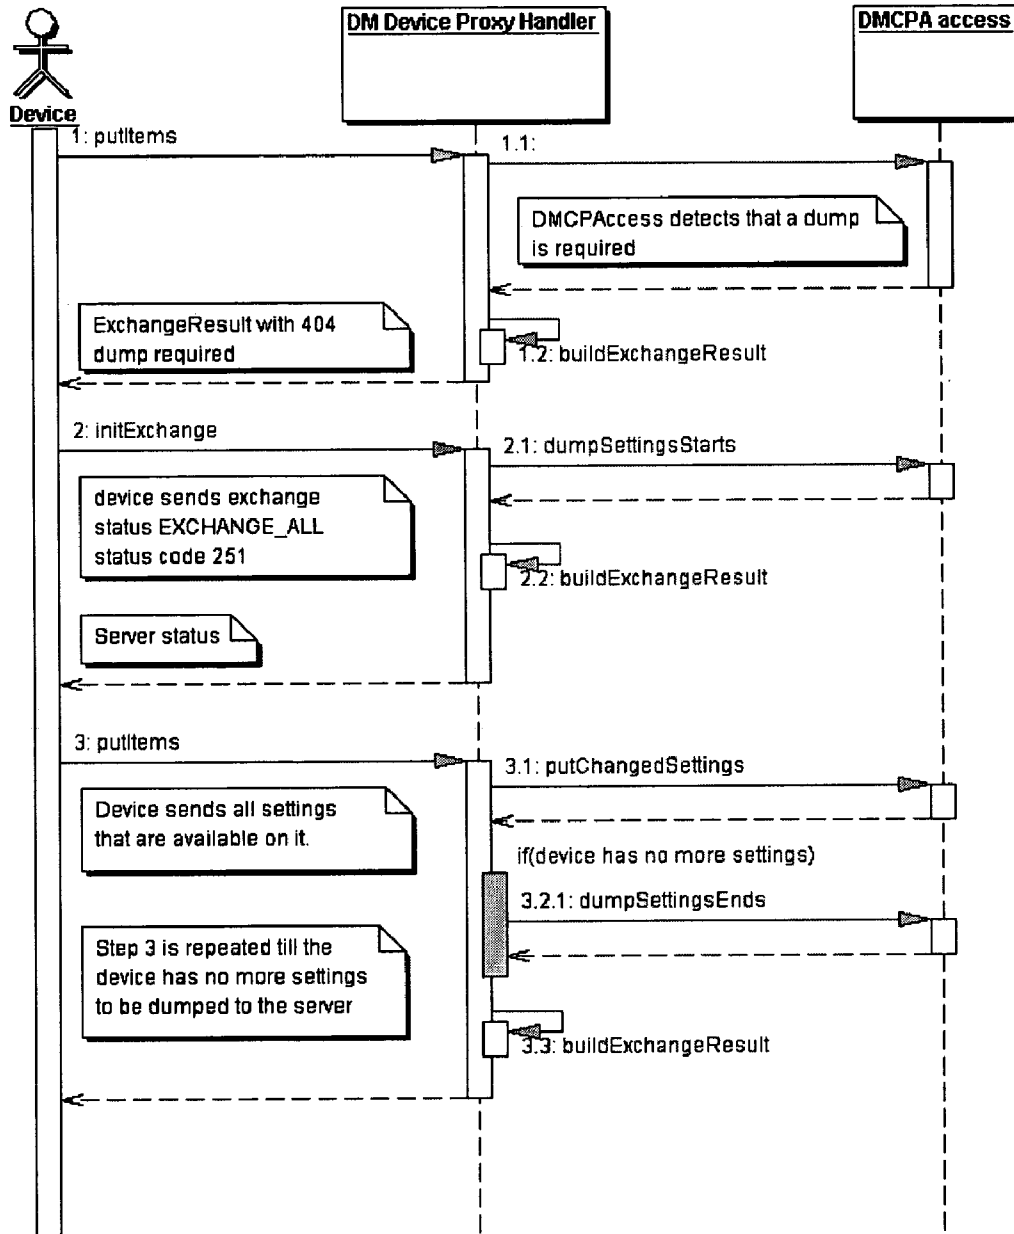 DM Device Proxy Handler
DMCPA access
Device
1: putItems
1.1:
DMCPAccess detects that a dump
is required
ExchangeResult with 404
dump required
1.2: buildExchangeResult
2: initExchange
2.1: dumpSettingsStarts
device sends exchange
status EXCHANGE_ALL
status code 251
2.2: buildExchangeResult
Server status
3: putItems
3.1: putChangedSettings
Device sends all settings
that are available on it.
if(device has no more settings)
3.2.1: dumpSettingsEnds
Step 3 is repeated till the
device has no more settings
to be dumped to the server
3.3: buildExchangeResult